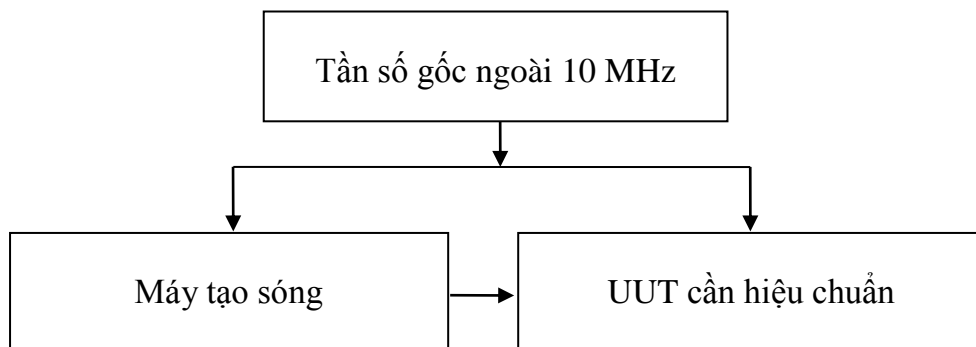 Tần số gốc ngoài 10 MHz
Máy tạo sóng
UUT cần hiệu chuẩn